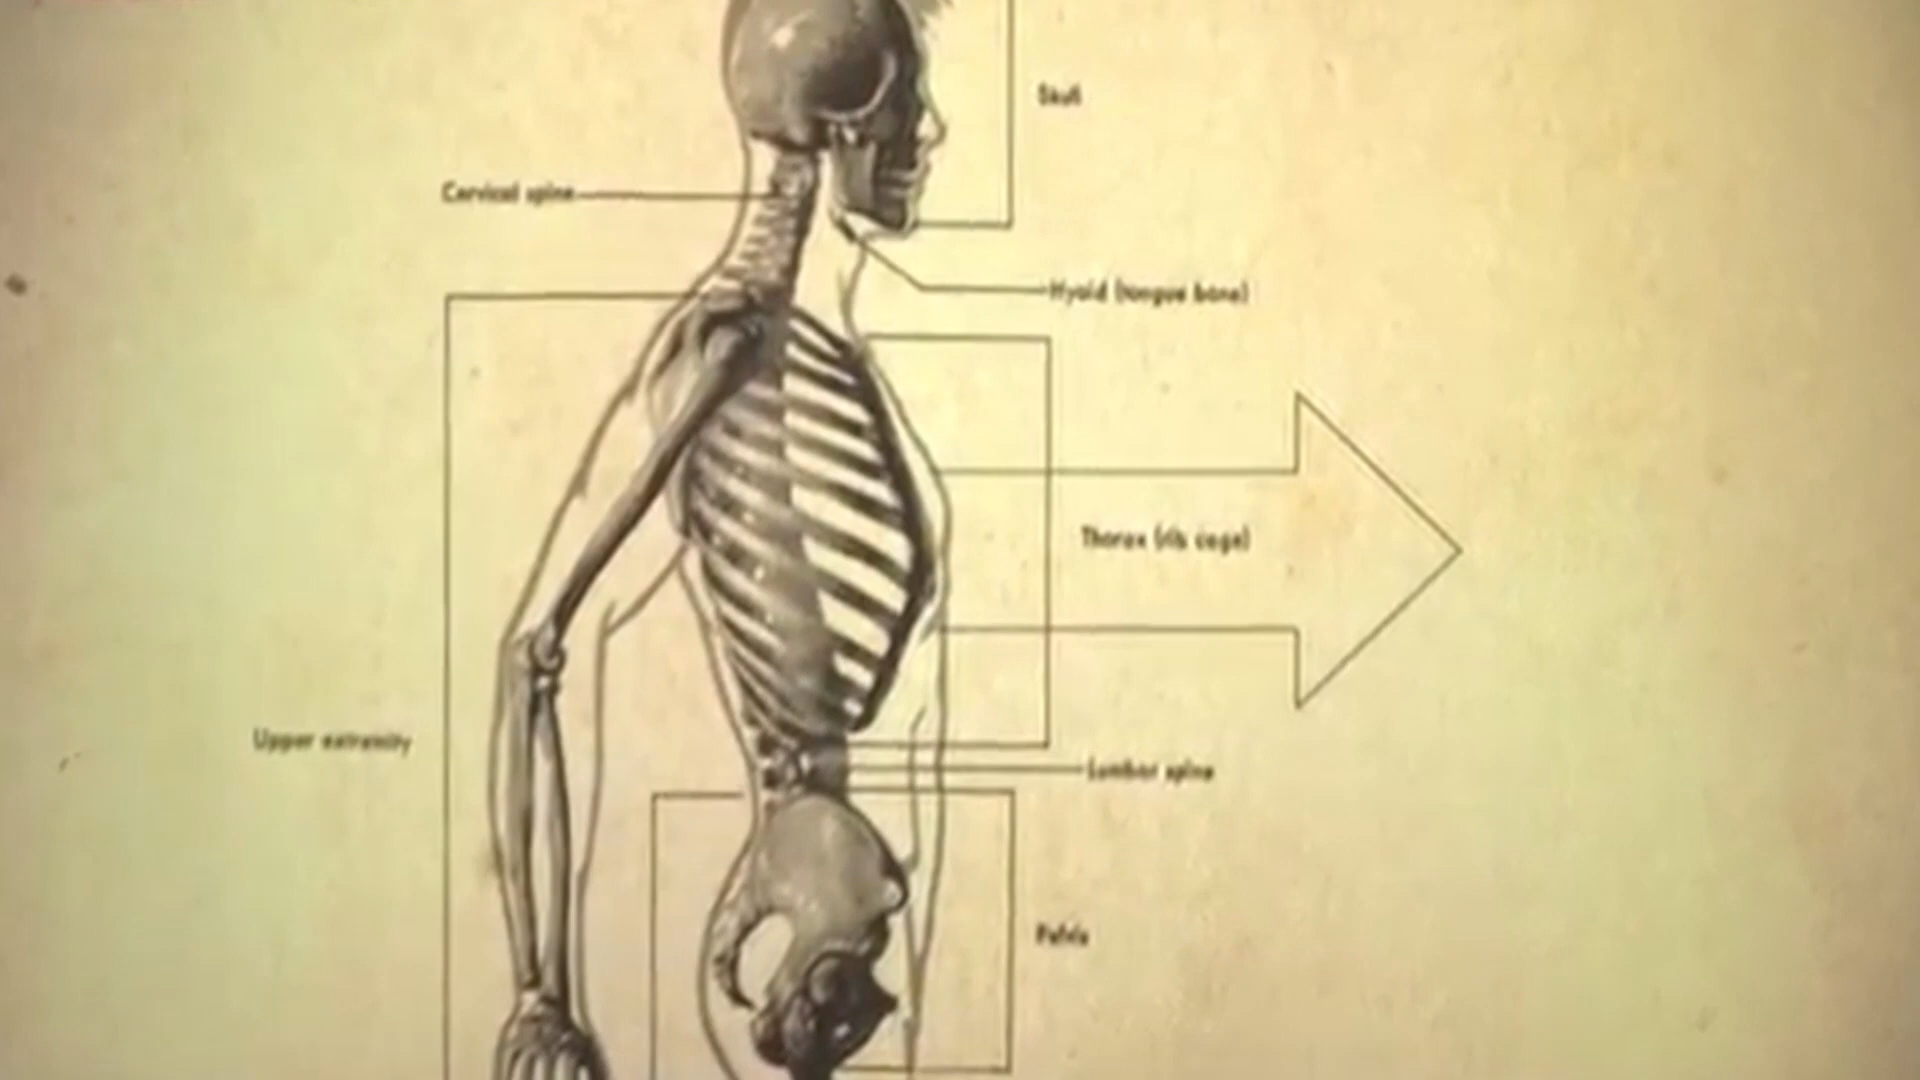 Skull
Cervical spine
Hyoid (tongue bone)
Thorax (rib cage)
Upper extremity
Lumbar spine
Pelvis